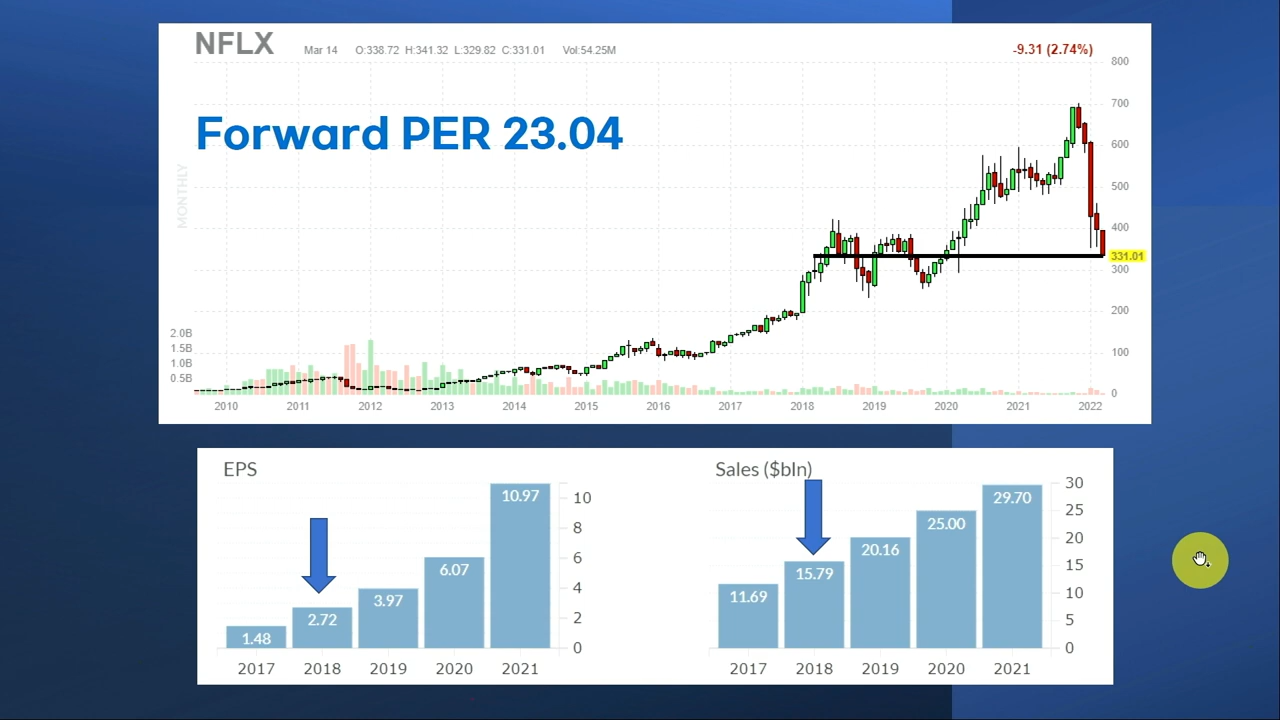 NFLX Mar 14 O:338.72 H:341.32 L:329.82 C:331.01 Vol:54.25M -9.31 (2.74%)
800
Forward PER 23.04
700
600
MONTHLY
500
400
331.01
300
200
100
0
2.0B
1.5B
1.0B
0.5B
2010 2011 2012 2013 2014 2015 2016 2017 2018 2019 2020 2021 2022
EPS
10.97
10
8
6.07
6
3.97
4
2.72
2
1.48
0
2017 2018 2019 2020 2021
Sales ($bln)
30
29.70
25.00
25
20.16
20
15.79
15
11.69
10
5
0
2017 2018 2019 2020 2021